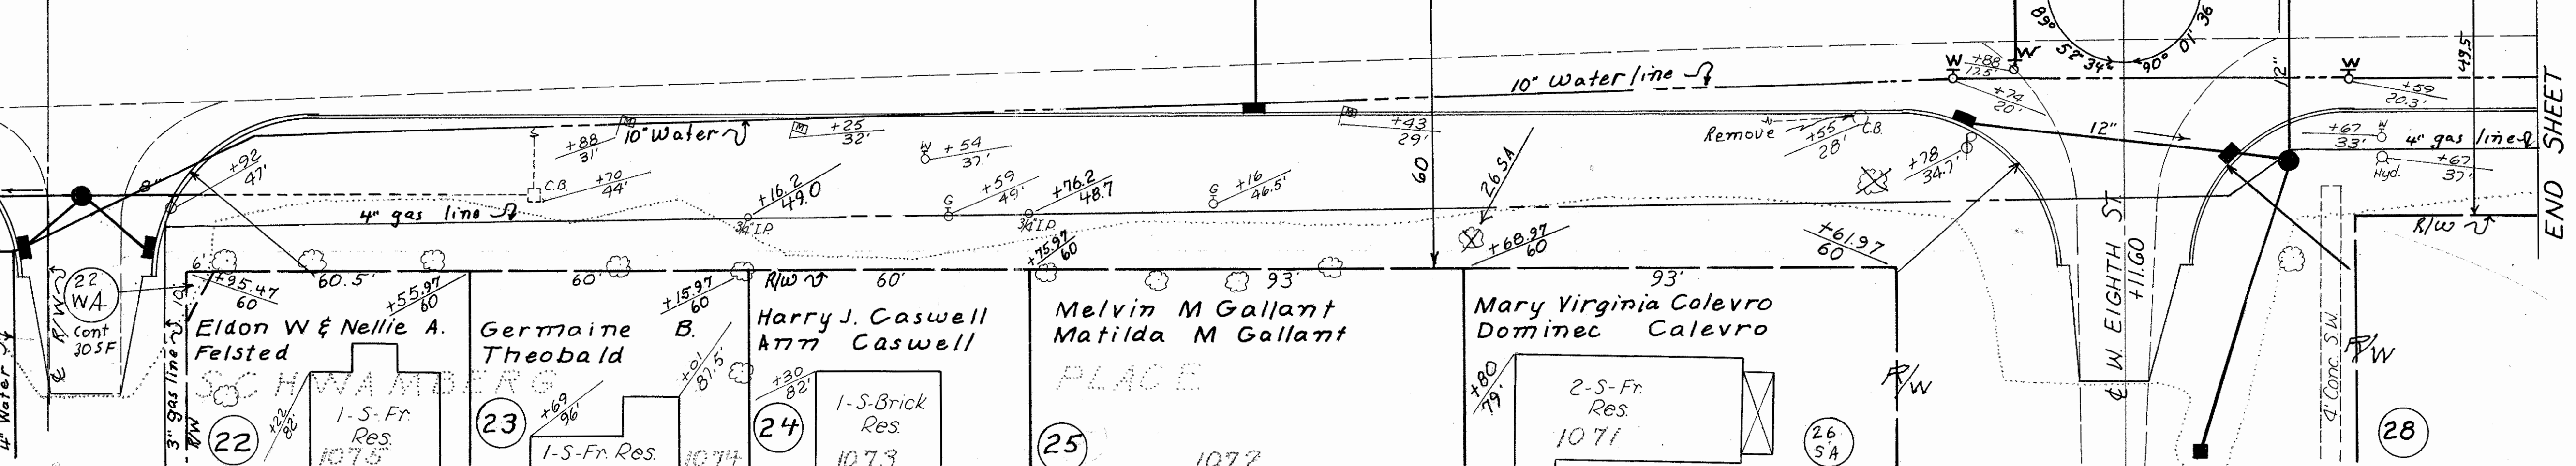 89° 52' 34"
90° 01' 36
49.5
END SHEET
12"
W
+88
12.5'
W
+74
20'
W
+59
20.3'
10" Water line
10" Water
+88
31'
+25
32'
+43
29'
Remove
+55
28'
C.B.
12"
+67
33'
W
4" gas line
+67
37'
Hyd.
+92
47'
8"
C.B.
+70
44'
W
+54
37'
+78
34.7'
60
26 SA
4" gas line
+16.2
49.0
3/4" I.P.
G
+59
49'
+76.2
48.7
3/4" I.P.
G
+16
46.5'
+75.97
60
+68.97
60
+61.97
60
R/W
22
WA
Cont
30 SF
R/W
6'
10'
+95.47
60
60.5'
+55.97
60
60'
+15.97
60
R/W
60'
93'
93'
Eldon W & Nellie A.
Felsted
Germaine B.
Theobald
Harry J. Caswell
Ann Caswell
Melvin M Gallant
Matilda M Gallant
Mary Virginia Calevro
Dominec Calevro
SCHWAMBERG
PLACE
W EIGHTH ST
+11.60
4' Conc. S.W.
R/W
R/W
4" Water
3" gas line
R/W
22
+22
82'
1-S-Fr.
Res.
1075
23
+69
96'
1-S-Fr. Res.
+01
87.5'
1074
24
+30
82'
1-S-Brick
Res.
1073
25
1072
+80
79'
2-S-Fr.
Res.
1071
26
SA
28